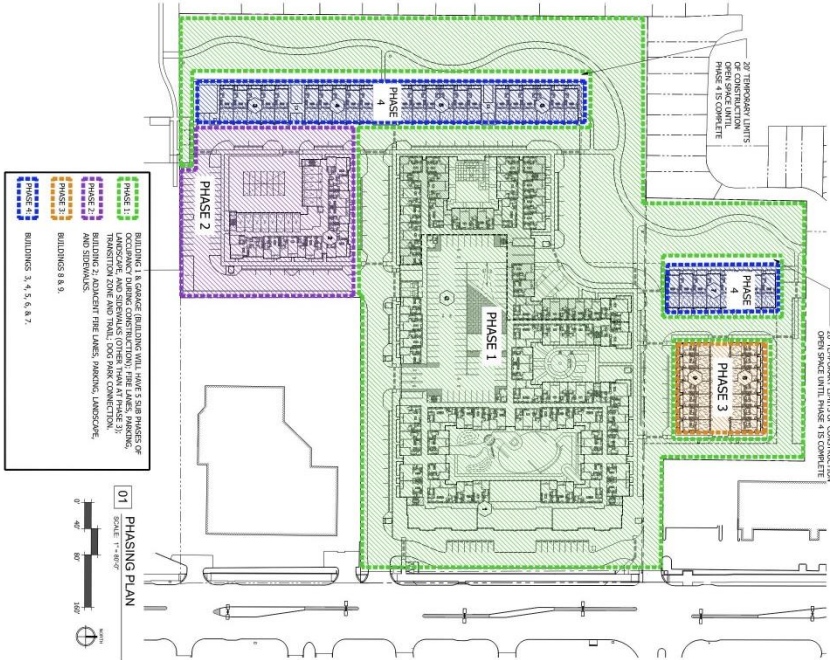 20' TEMPORARY LIMITS
OF CONSTRUCTION
OPEN SPACE UNTIL
PHASE 4 IS COMPLETE
OPEN SPACE UNTIL PHASE 4 IS COMPLETE
PHASE 4
PHASE 4
PHASE 3
PHASE 1
PHASE 2
PHASE 1:
BUILDING 1 & GARAGE (BUILDING WILL HAVE 5 SUB PHASES OF
OCCUPANCY DURING CONSTRUCTION); FIRE LANES, PARKING,
LANDSCAPE, AND SIDEWALKS (OTHER THAN AT PHASE 3);
TRANSITION ZONE AND TRAIL; DOG PARK CONNECTION.
PHASE 2:
BUILDING 2; ADJACENT FIRE LANES, PARKING, LANDSCAPE,
AND SIDEWALKS.
PHASE 3:
BUILDINGS 8 & 9.
PHASE 4:
BUILDINGS 3, 4, 5, 6, & 7.
01
PHASING PLAN
SCALE: 1" = 80'-0"
0' 40' 80' 160'
NORTH